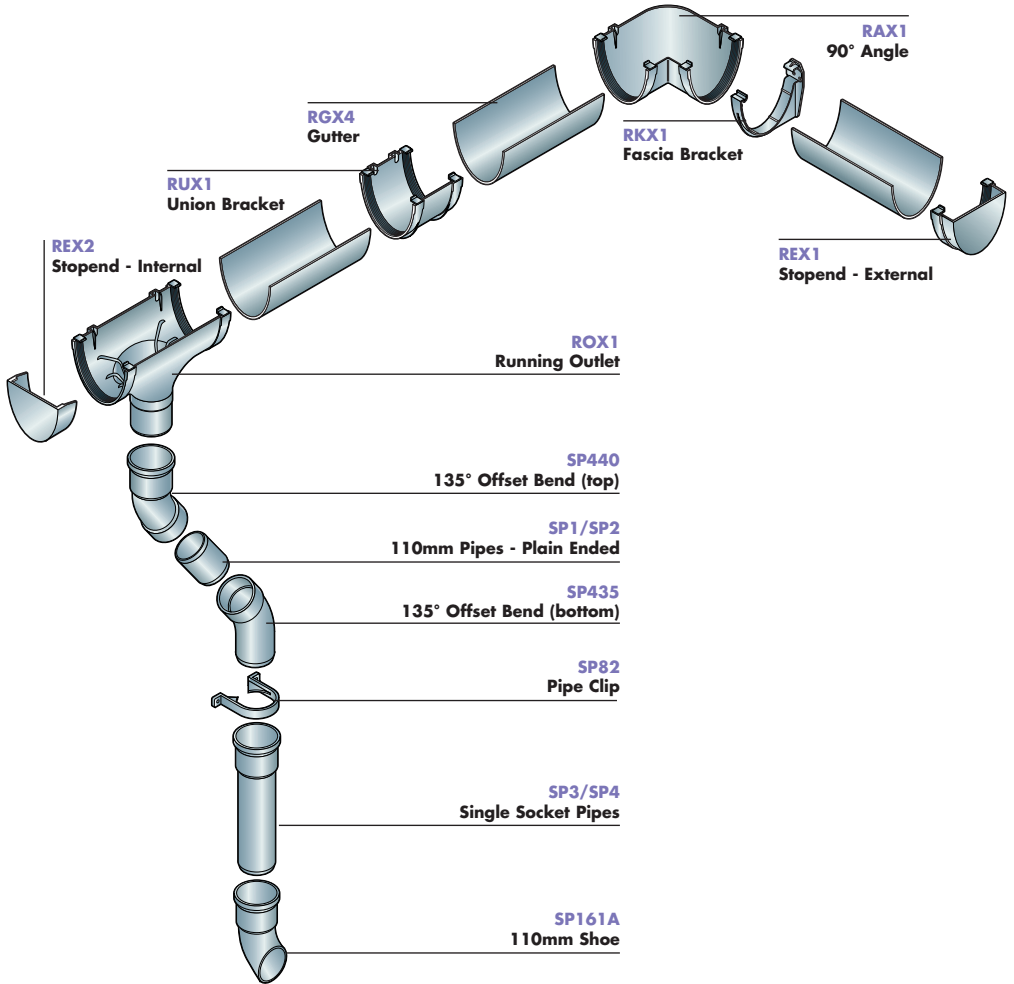 RAX1
90° Angle
RGX4
Gutter
RKX1
Fascia Bracket
RUX1
Union Bracket
REX2
Stopend - Internal
REX1
Stopend - External
ROX1
Running Outlet
SP440
135° Offset Bend (top)
SP1/SP2
110mm Pipes - Plain Ended
SP435
135° Offset Bend (bottom)
SP82
Pipe Clip
SP3/SP4
Single Socket Pipes
SP161A
110mm Shoe